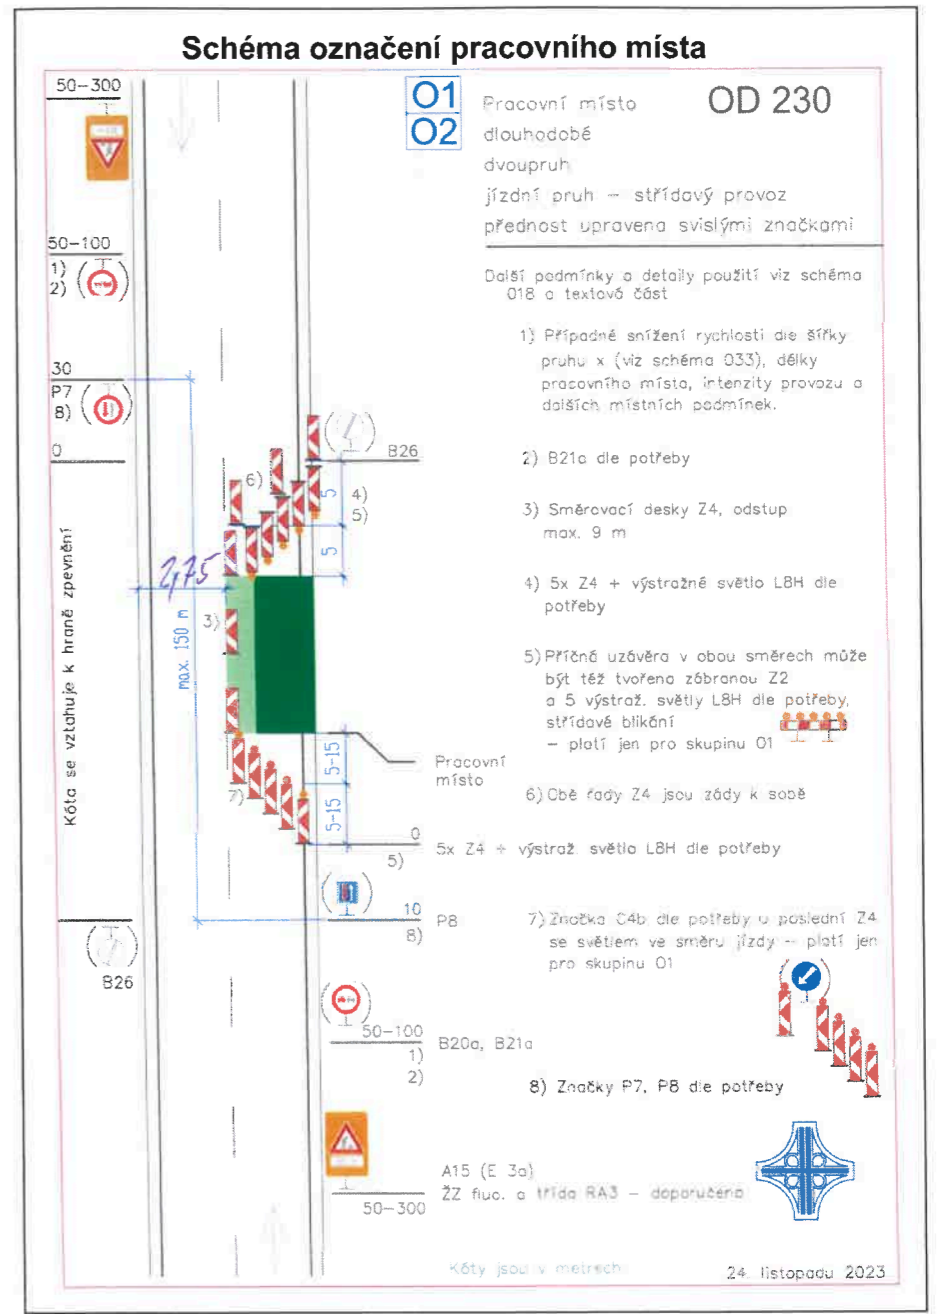 Schéma označení pracovního místa
O1
O2
Pracovní místo
OD 230
dlouhodobé
dvoupruh
jízdní pruh – střídavý provoz
přednost upravena svislými značkami
Další podmínky a detaily použití viz schéma
018 a textová část
1) Případné snížení rychlosti dle šířky
pruhu x (viz schéma 033), délky
pracovního místa, intenzity provozu a
dalších místních podmínek.
2) B21a dle potřeby
3) Směrovací desky Z4, odstup
max. 9 m
4) 5x Z4 + výstražné světlo L8H dle
potřeby
5) Příčná uzávěra v obou směrech může
být též tvořena zábranou Z2
a 5 výstraž. světly L8H dle potřeby,
střídavě blikání
– platí jen pro skupinu O1
6) Obě řady Z4 jsou zády k sobě
7) Značka C4b dle potřeby u poslední Z4
se světlem ve směru jízdy – platí jen
pro skupinu O1
8) Značky P7, P8 dle potřeby
50–300
50–100
1)
2)
30
P7
8)
0
Kóta se vztahuje k hraně zpevnění
B26
B26
6)
4)
5)
5
5
2,75
3)
max. 150 m
7)
5–15
5–15
Pracovní
místo
0
5)
5x Z4 + výstraž. světlo L8H dle potřeby
10
P8
8)
50–100
B20a, B21a
1)
2)
A15 (E 3a)
ŽZ fluo. a třída RA3 – doporučeno
50–300
Kóty jsou v metrech
24. listopadu 2023